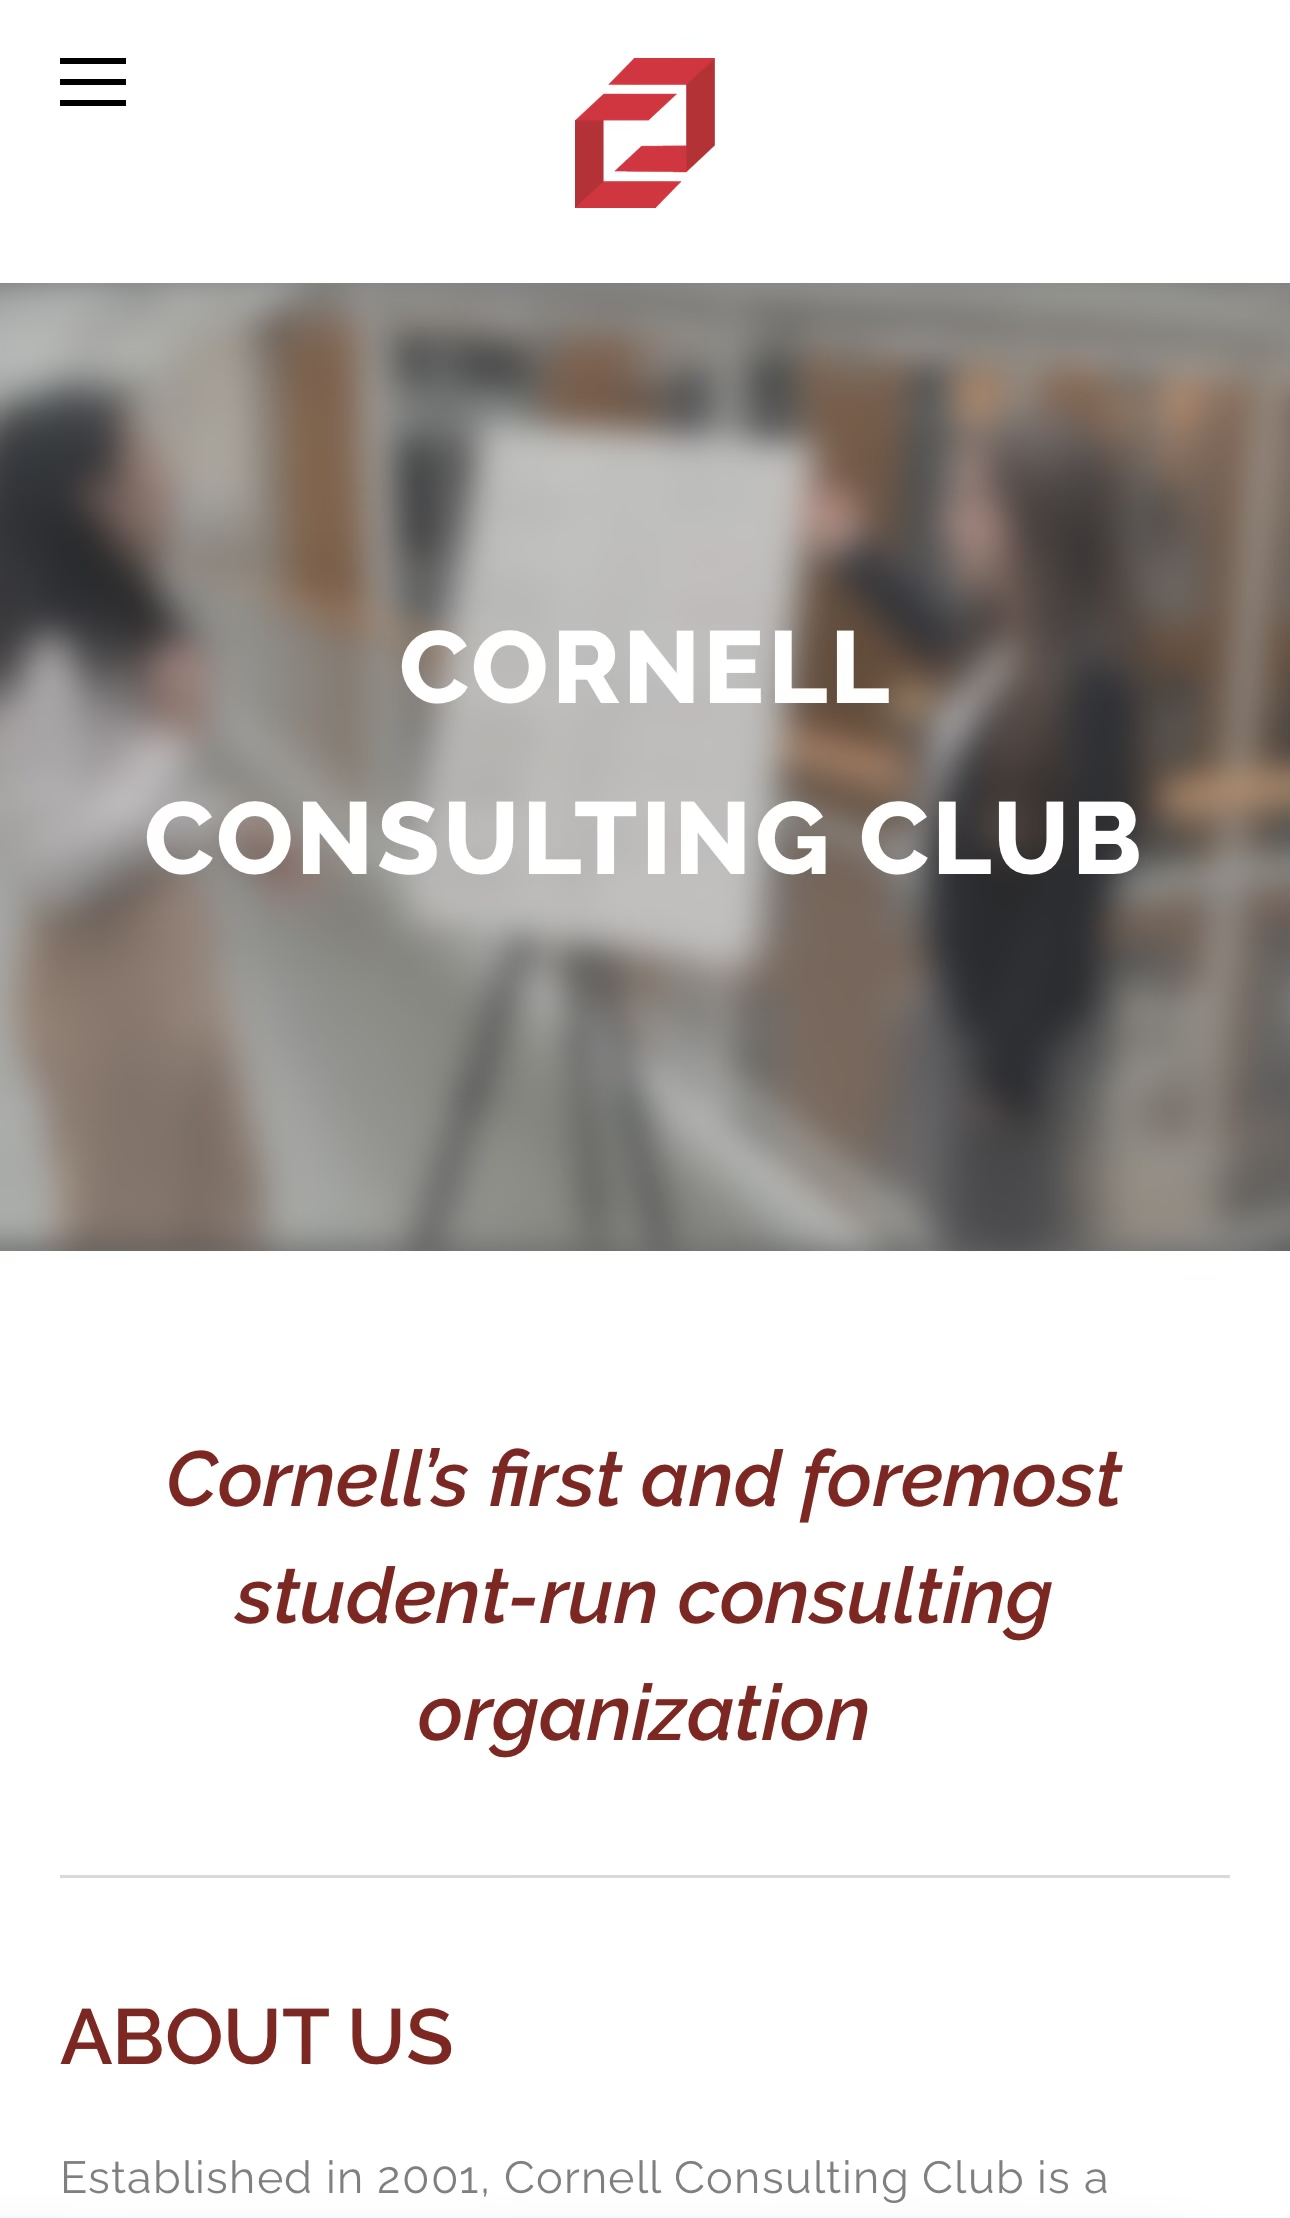 CORNELL
CONSULTING CLUB
Cornell’s first and foremost
student-run consulting
organization
ABOUT US
Established in 2001, Cornell Consulting Club is a